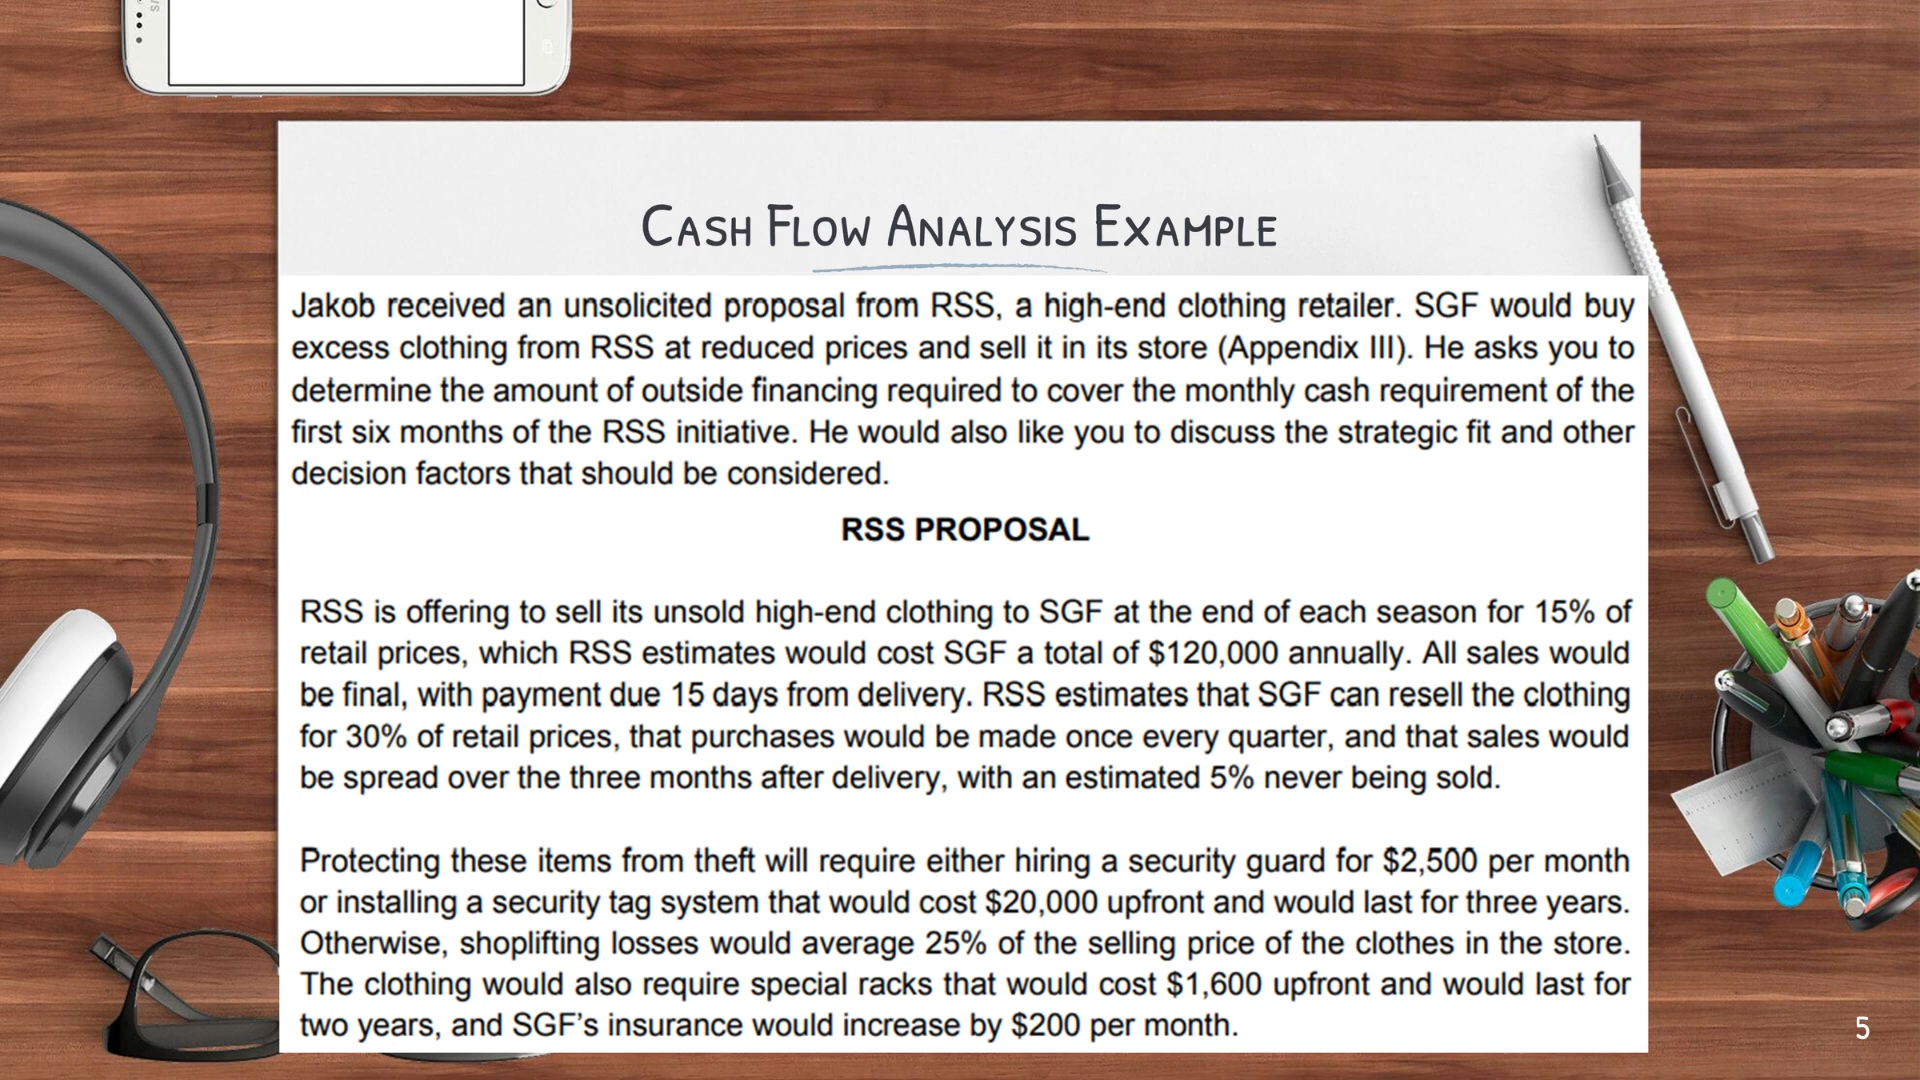 CASH FLOW ANALYSIS EXAMPLE
Jakob received an unsolicited proposal from RSS, a high-end clothing retailer. SGF would buy
excess clothing from RSS at reduced prices and sell it in its store (Appendix III). He asks you to
determine the amount of outside financing required to cover the monthly cash requirement of the
first six months of the RSS initiative. He would also like you to discuss the strategic fit and other
decision factors that should be considered.
RSS PROPOSAL
RSS is offering to sell its unsold high-end clothing to SGF at the end of each season for 15% of
retail prices, which RSS estimates would cost SGF a total of $120,000 annually. All sales would
be final, with payment due 15 days from delivery. RSS estimates that SGF can resell the clothing
for 30% of retail prices, that purchases would be made once every quarter, and that sales would
be spread over the three months after delivery, with an estimated 5% never being sold.
Protecting these items from theft will require either hiring a security guard for $2,500 per month
or installing a security tag system that would cost $20,000 upfront and would last for three years.
Otherwise, shoplifting losses would average 25% of the selling price of the clothes in the store.
The clothing would also require special racks that would cost $1,600 upfront and would last for
two years, and SGF's insurance would increase by $200 per month.
5